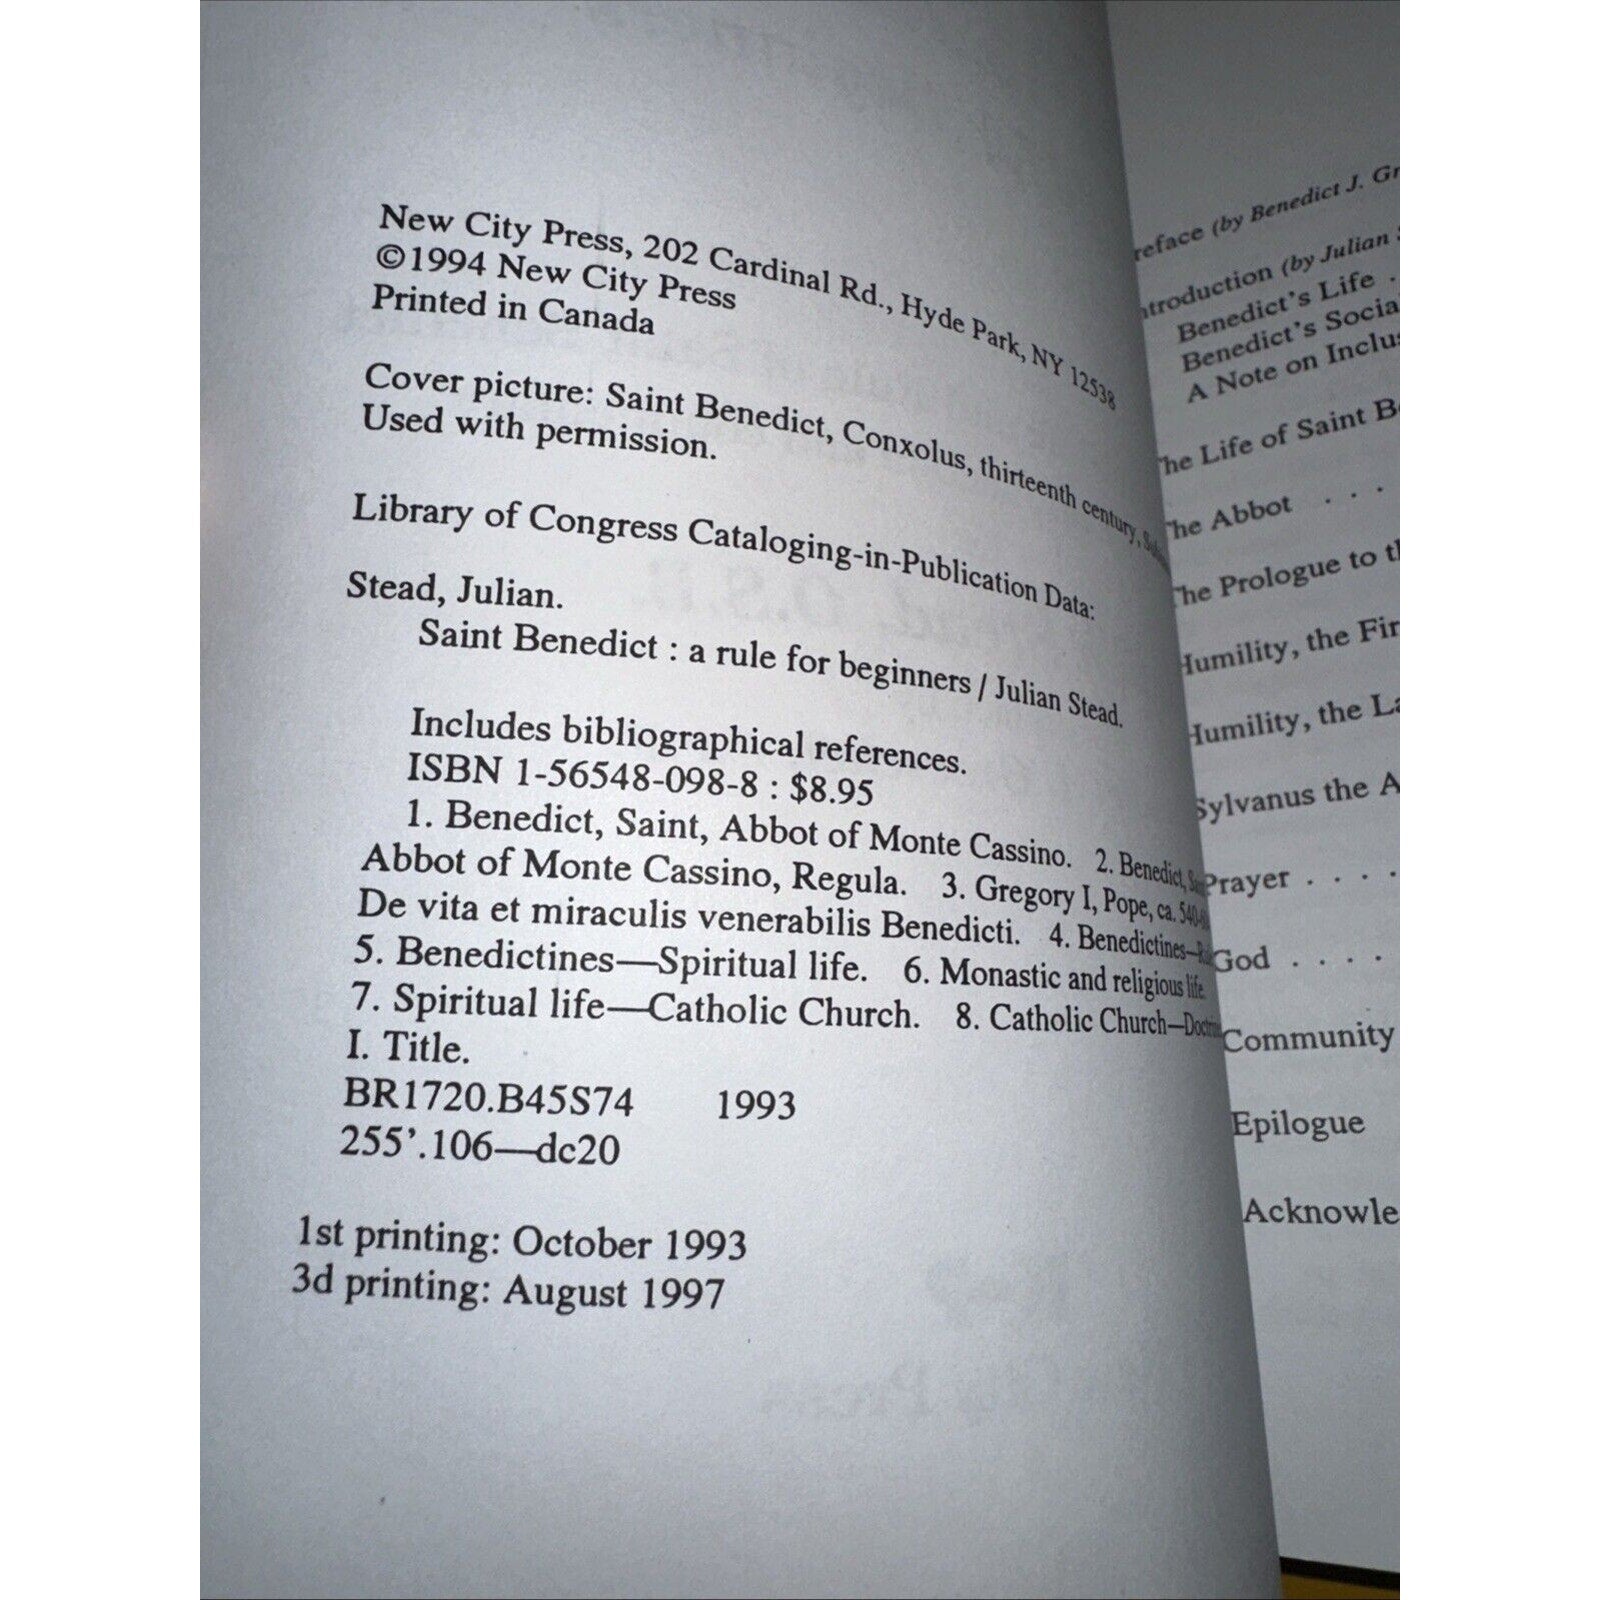 New City Press, 202 Cardinal Rd., Hyde Park, NY 12538
©1994 New City Press
Printed in Canada
Cover picture: Saint Benedict, Conxolus, thirteenth century,
Used with permission.
Library of Congress Cataloging-in-Publication Data:
Stead, Julian.
Saint Benedict : a rule for beginners / Julian Stead.
Includes bibliographical references.
ISBN 1-56548-098-8 : $8.95
1. Benedict, Saint, Abbot of Monte Cassino. 2. Benedict,
Abbot of Monte Cassino, Regula. 3. Gregory I, Pope, ca. 540-
De vita et miraculis venerabilis Benedicti. 4. Benedictines—
5. Benedictines—Spiritual life. 6. Monastic and religious life.
7. Spiritual life—Catholic Church. 8. Catholic Church—
I. Title.
BR1720.B45S74 1993
255'.106—dc20
1st printing: October 1993
3d printing: August 1997
reface (by Benedict J. Gr
ntroduction (by Julian
Benedict's Life .
Benedict's Socia
A Note on Inclus
The Life of Saint B
The Abbot . . .
The Prologue to th
Humility, the Fir
Humility, the La
Sylvanus the A
Prayer . . . .
God . . . .
Community
Epilogue
Acknowle